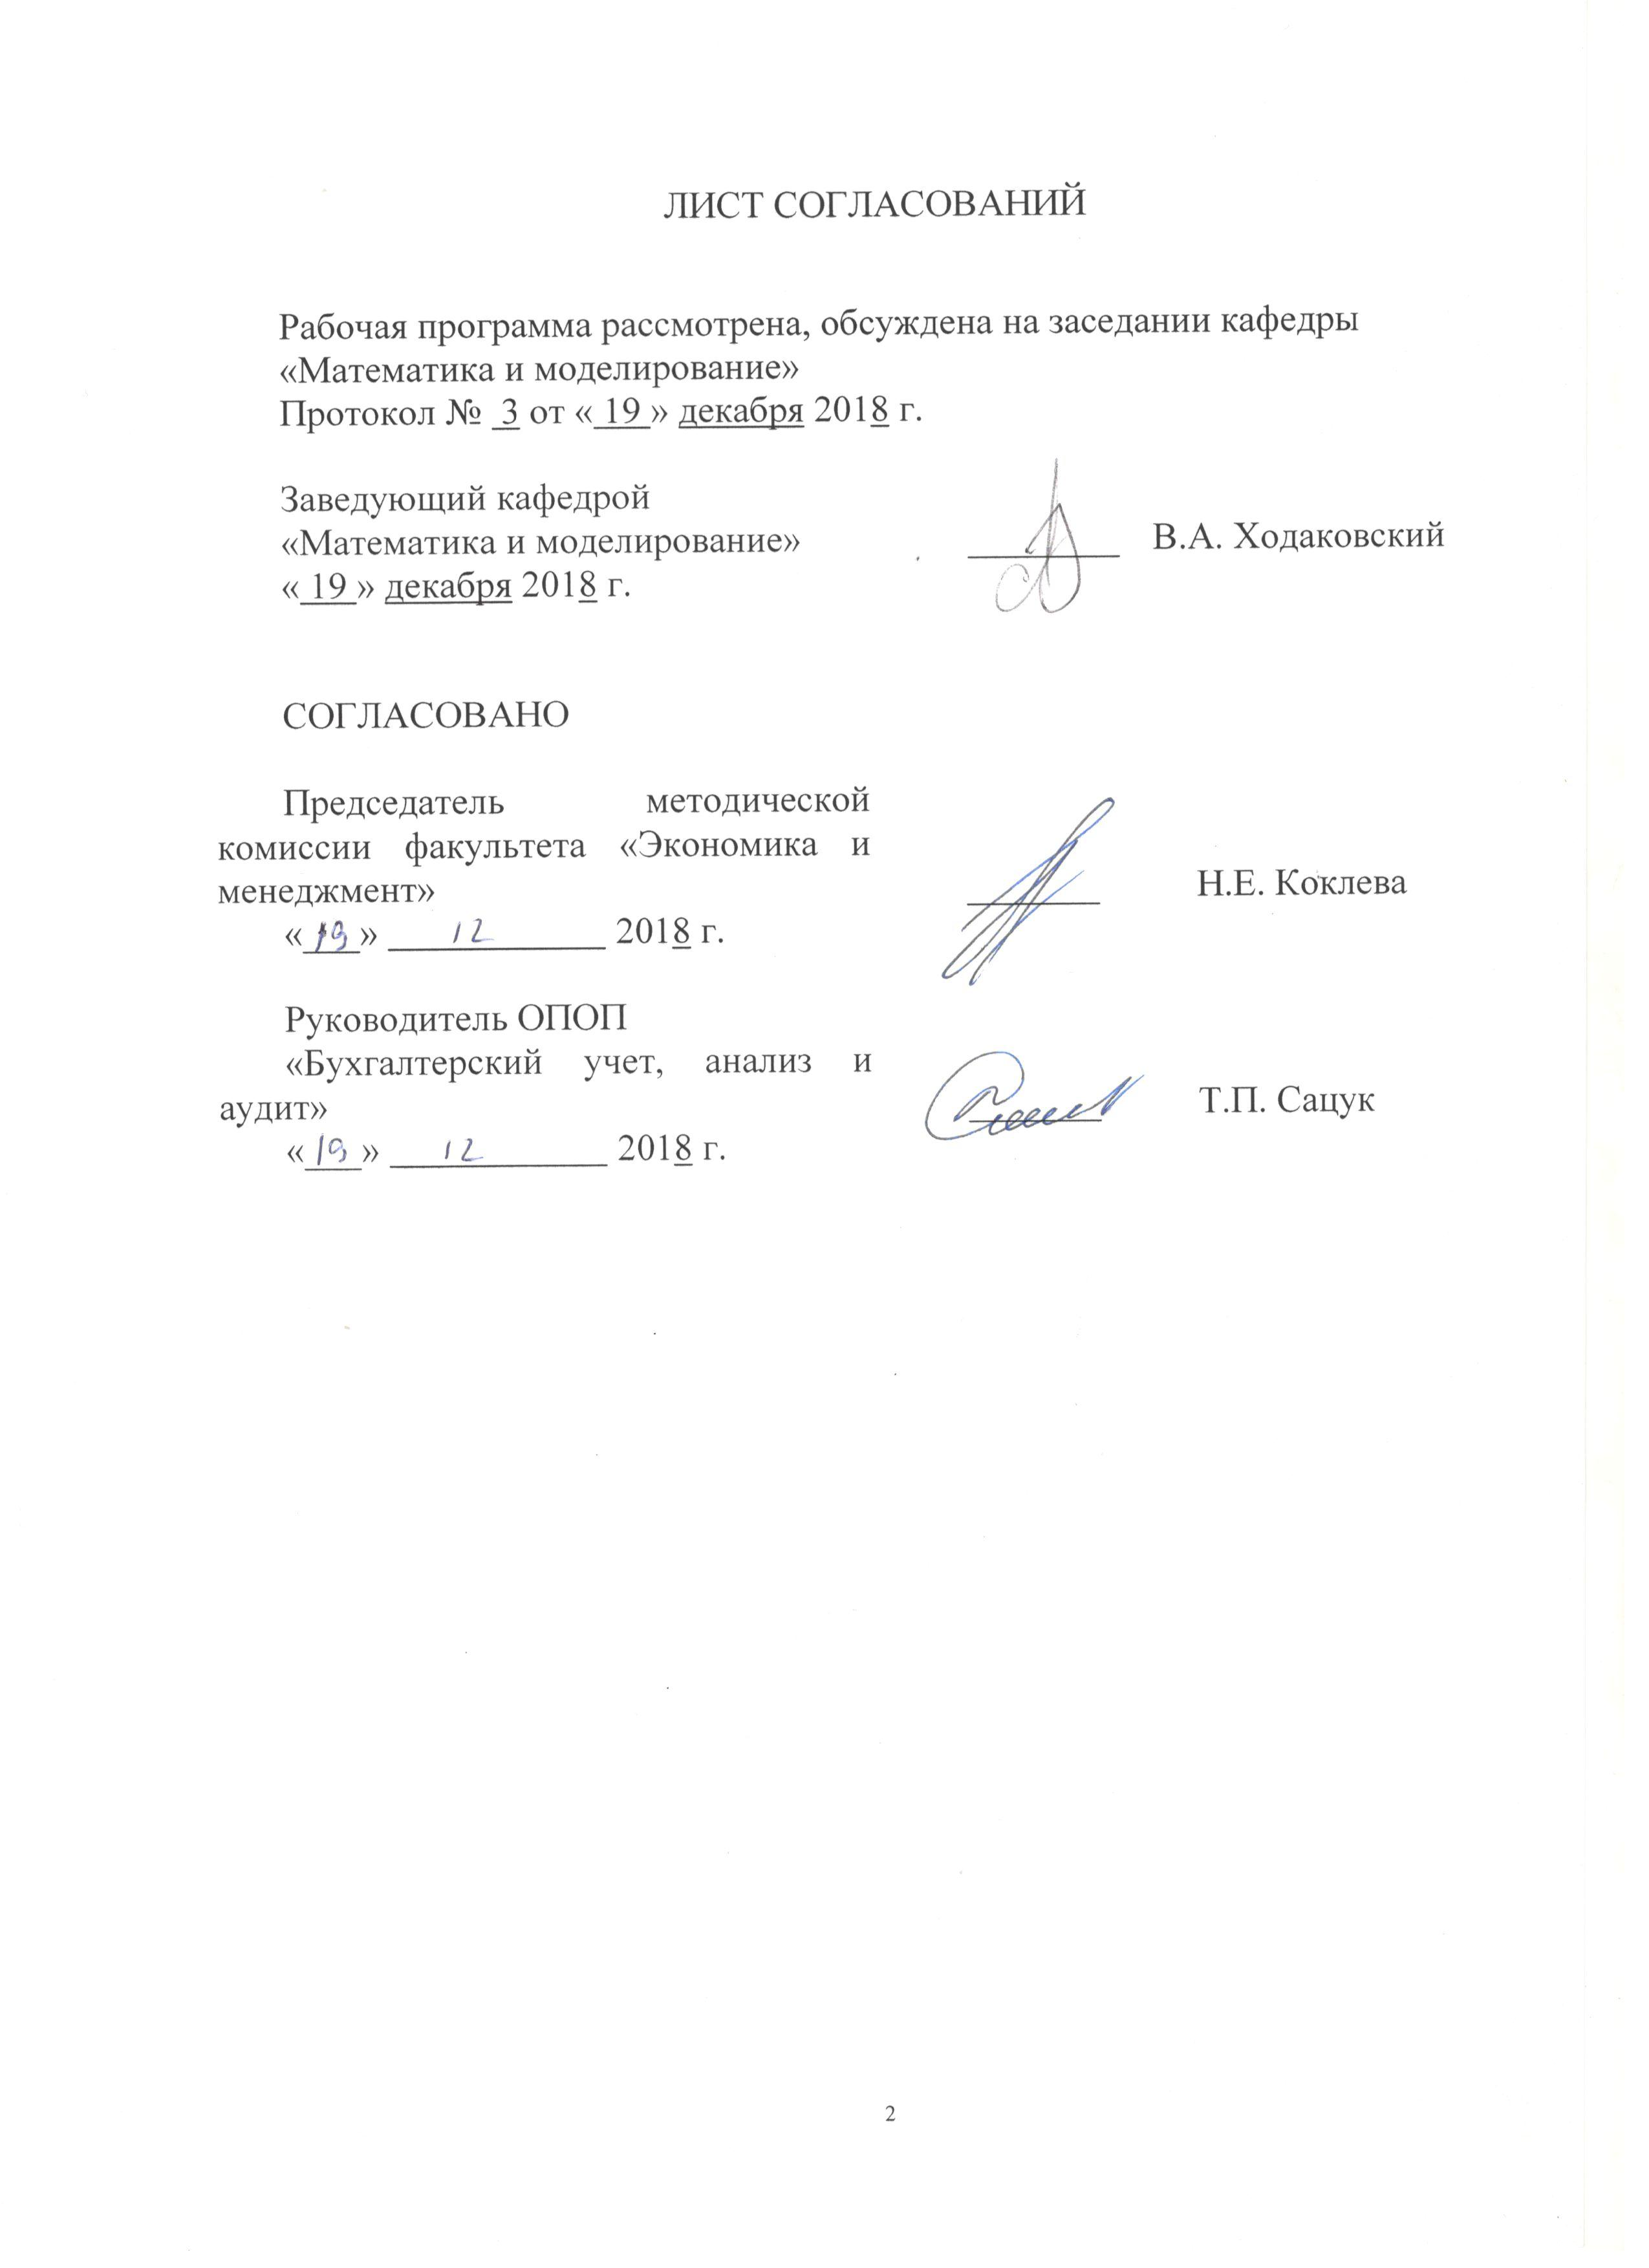 ЛИСТ СОГЛАСОВАНИЙ
Рабочая программа рассмотрена, обсуждена на заседании кафедры
«Математика и моделирование»
Протокол № 3 от « 19 » декабря 2018 г.
Заведующий кафедрой
«Математика и моделирование» В.А. Ходаковский
« 19 » декабря 2018 г.
СОГЛАСОВАНО
Председатель методической
комиссии факультета «Экономика и
менеджмент» Н.Е. Коклева
«19» 12 2018 г.
Руководитель ОПОП
«Бухгалтерский учет, анализ и
аудит» Т.П. Сацук
«19» 12 2018 г.
2